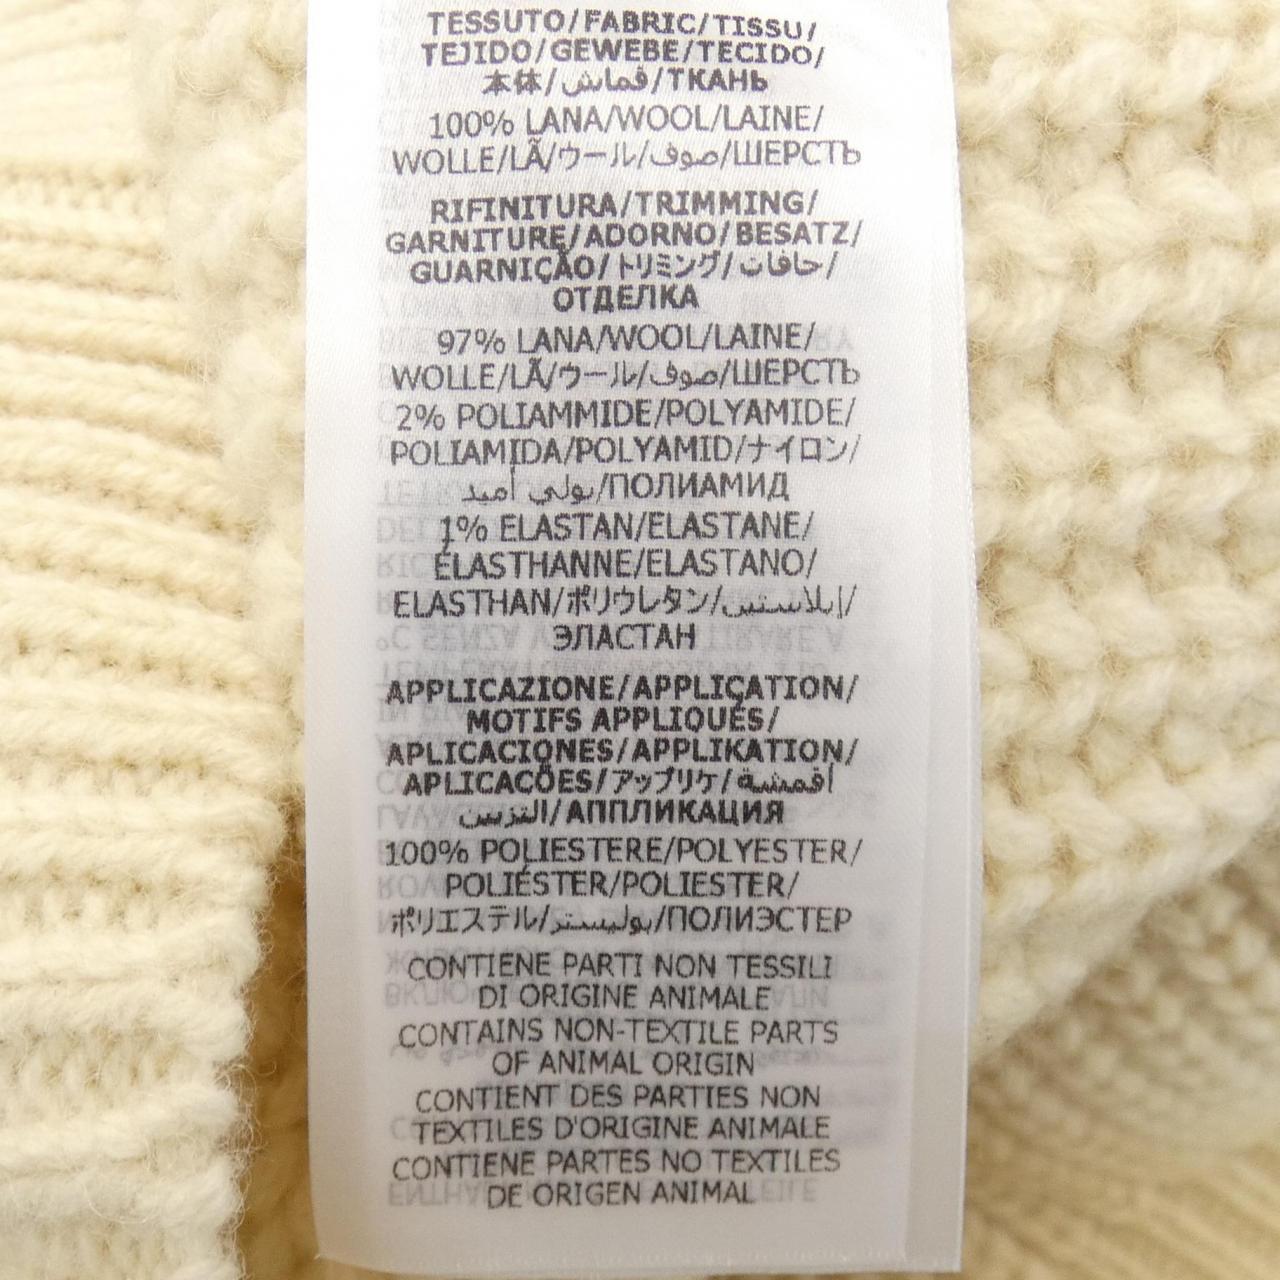 TESSUTO/FABRIC/TISSU/
TEJIDO/GEWEBE/TECIDO/
本体/قماش/ТКАНЬ
100% LANA/WOOL/LAINE/
WOLLE/LÃ/ウール/صوف/ШЕРСТЬ
RIFINITURA/TRIMMING/
GARNITURE/ADORNO/BESATZ/
GUARNIÇÃO/トリミング/حافات/
ОТДЕЛКА
97% LANA/WOOL/LAINE/
WOLLE/LÃ/ウール/صوف/ШЕРСТЬ
2% POLIAMMIDE/POLYAMIDE/
POLIAMIDA/POLYAMID/ナイロン/
بولي أميد/ПОЛИАМИД
1% ELASTAN/ELASTANE/
ÉLASTHANNE/ELASTANO/
ELASTHAN/ポリウレタン/إيلاستين/
ЭЛАСТАН
APPLICAZIONE/APPLICATION/
MOTIFS APPLIQUÉS/
APLICACIONES/APPLIKATION/
APLICACÕES/アップリケ/أقمشة
التزيين/АППЛИКАЦИЯ
100% POLIESTERE/POLYESTER/
POLIÉSTER/POLIESTER/
ポリエステル/بوليستر/ПОЛИЭСТЕР
CONTIENE PARTI NON TESSILI
DI ORIGINE ANIMALE
CONTAINS NON-TEXTILE PARTS
OF ANIMAL ORIGIN
CONTIENT DES PARTIES NON
TEXTILES D'ORIGINE ANIMALE
CONTIENE PARTES NO TEXTILES
DE ORIGEN ANIMAL